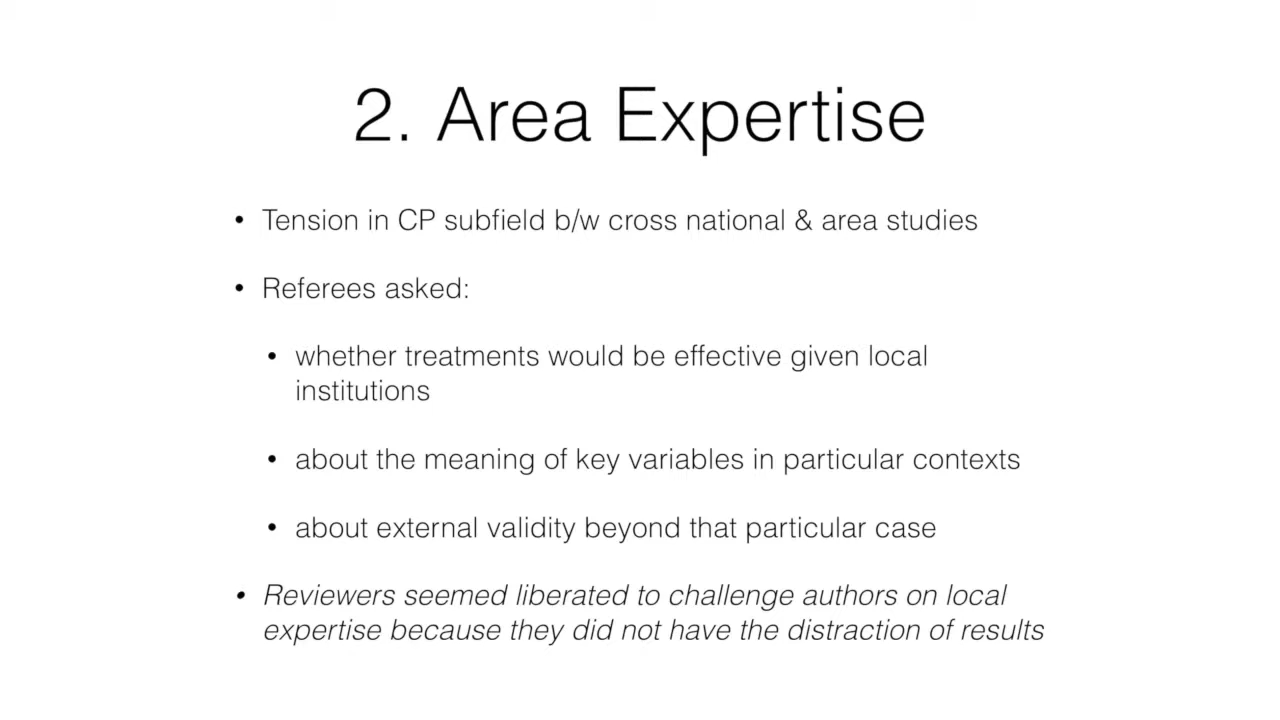 2. Area Expertise
• Tension in CP subfield b/w cross national & area studies
• Referees asked:
• whether treatments would be effective given local
institutions
• about the meaning of key variables in particular contexts
• about external validity beyond that particular case
• Reviewers seemed liberated to challenge authors on local
expertise because they did not have the distraction of results